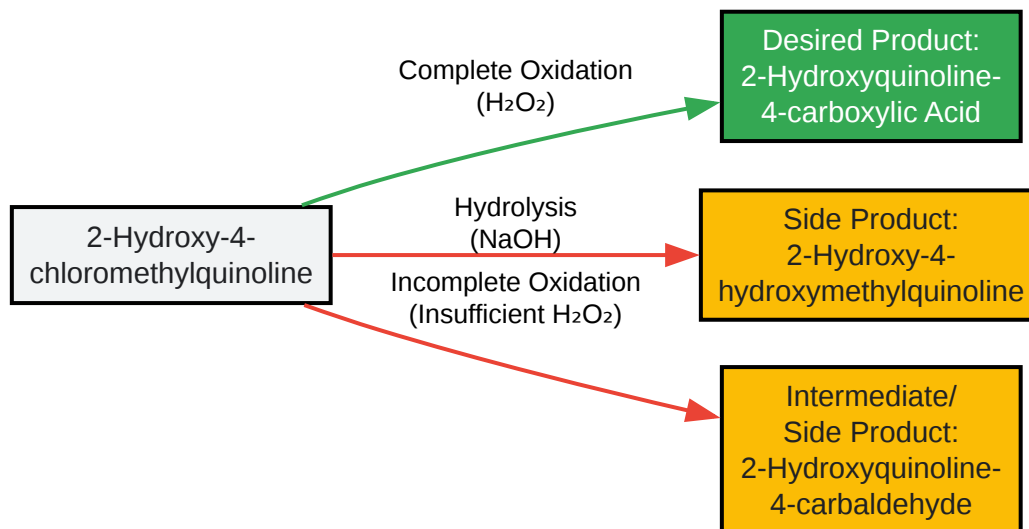 2-Hydroxy-4-
chloromethylquinoline
Complete Oxidation
(H₂O₂)
Desired Product:
2-Hydroxyquinoline-
4-carboxylic Acid
Hydrolysis
(NaOH)
Side Product:
2-Hydroxy-4-
hydroxymethylquinoline
Incomplete Oxidation
(Insufficient H₂O₂)
Intermediate/
Side Product:
2-Hydroxyquinoline-
4-carbaldehyde